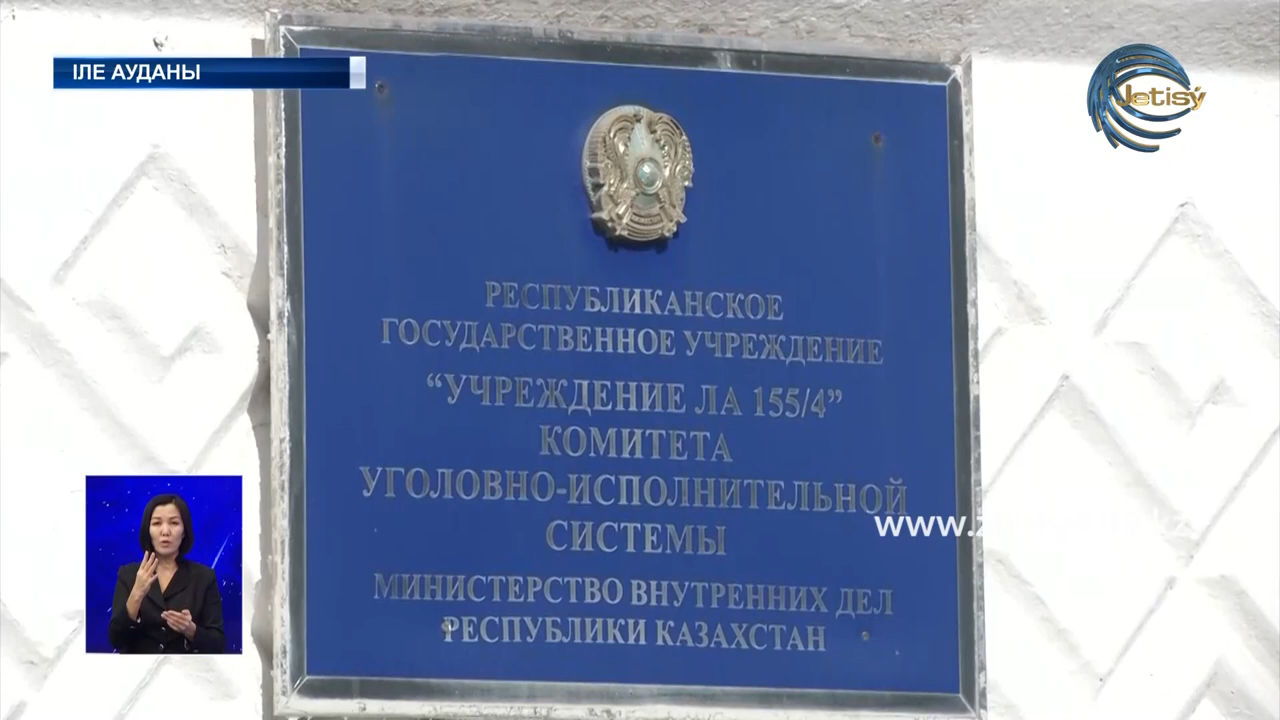 ІЛЕ АУДАНЫ
Jetisý
РЕСПУБЛИКАНСКОЕ
ГОСУДАРСТВЕННОЕ УЧРЕЖДЕНИЕ
“УЧРЕЖДЕНИЕ ЛА 155/4”
КОМИТЕТА
УГОЛОВНО-ИСПОЛНИТЕЛЬНОЙ
СИСТЕМЫ
МИНИСТЕРСТВО ВНУТРЕННИХ ДЕЛ
РЕСПУБЛИКИ КАЗАХСТАН